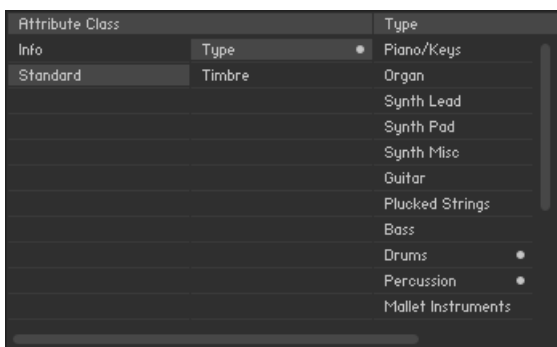 Attribute Class Type
Info Type Piano/Keys
Standard Timbre Organ
Synth Lead
Synth Pad
Synth Misc
Guitar
Plucked Strings
Bass
Drums
Percussion
Mallet Instruments